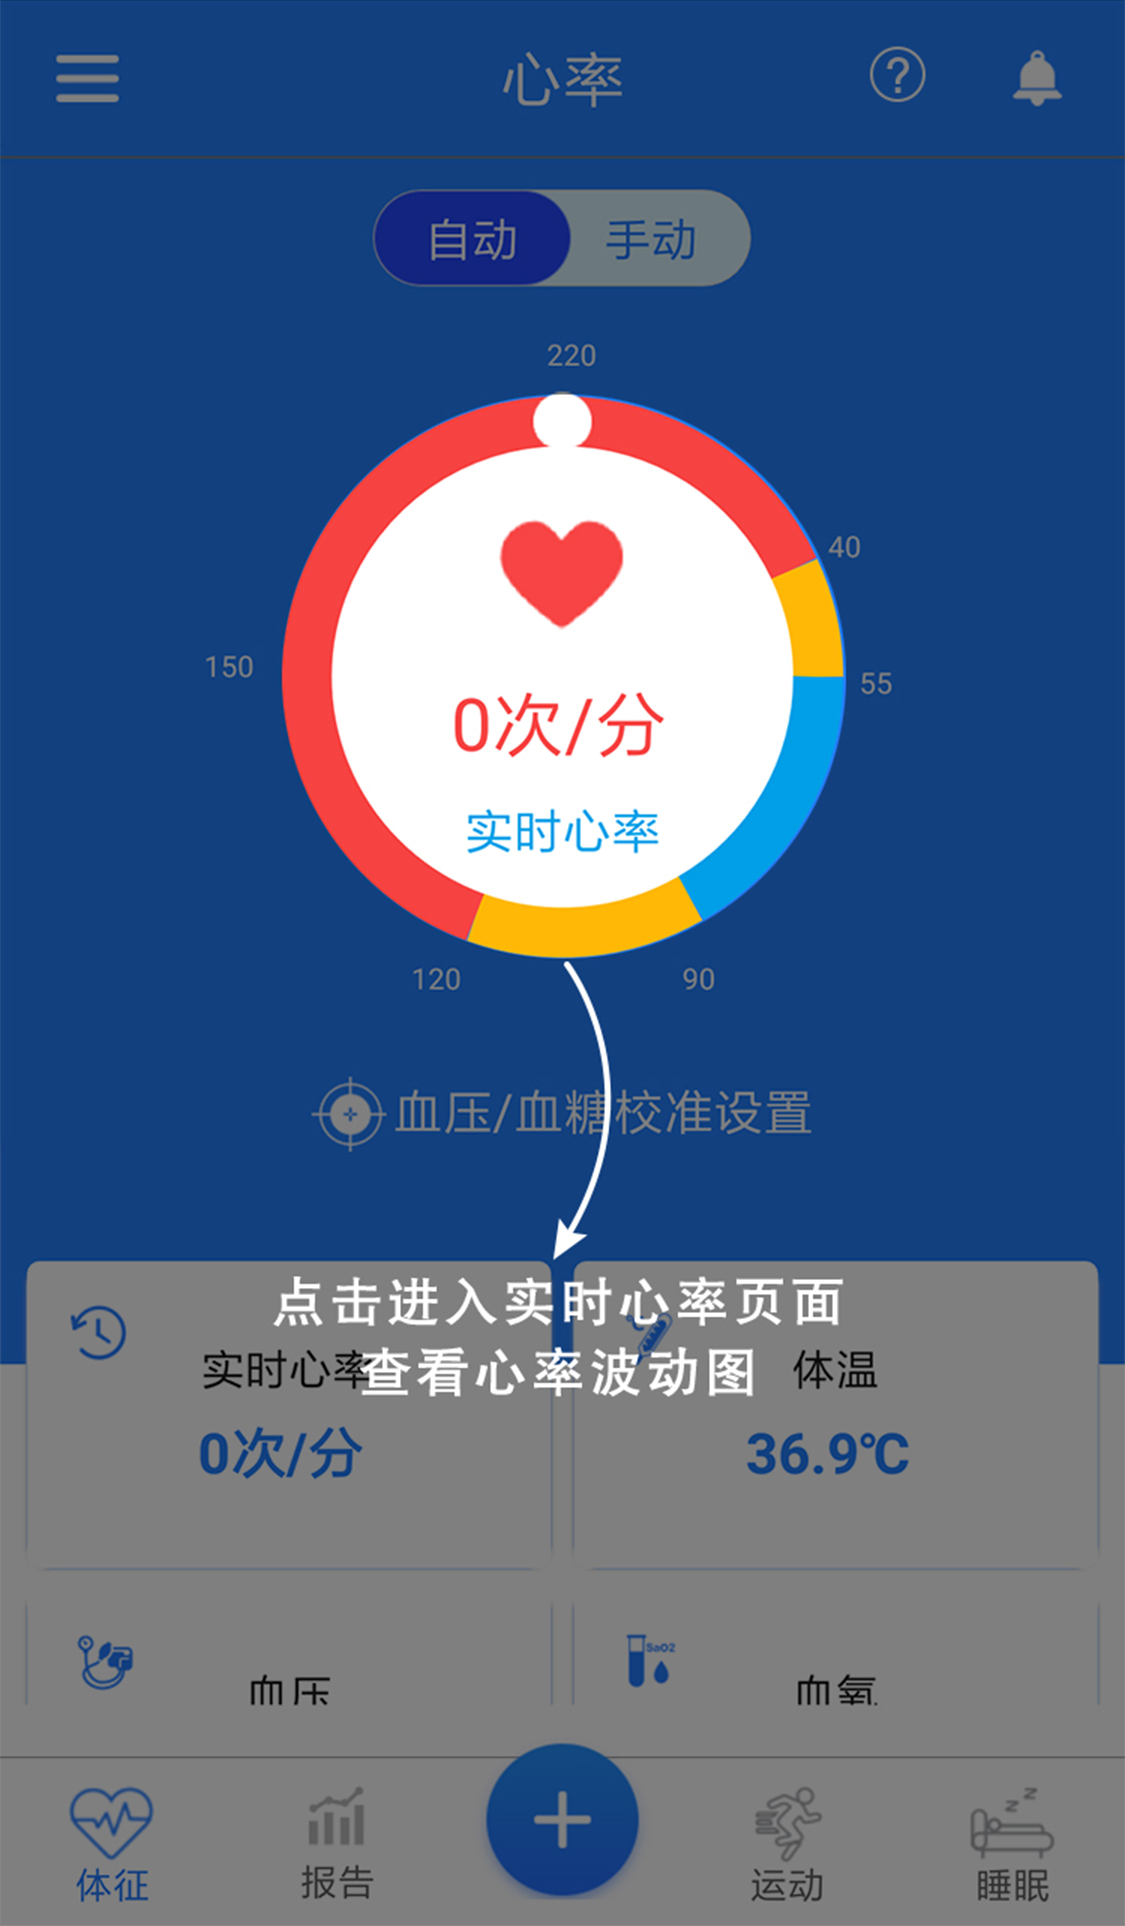 心率
自动 手动
220
40
150
55
0次/分
实时心率
120 90
血压/血糖校准设置
点击进入实时心率页面
查看心率波动图
实时心率
体温
0次/分
36.9℃
SaO2
血压
血氧
体征
报告
运动
睡眠